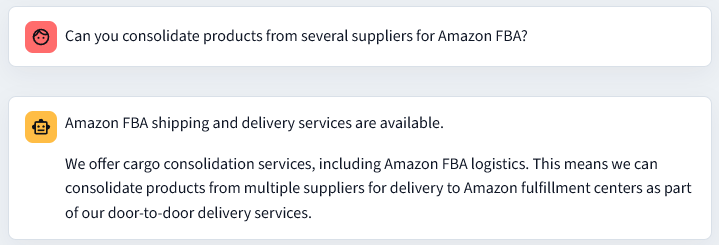 Can you consolidate products from several suppliers for Amazon FBA?
Amazon FBA shipping and delivery services are available.
We offer cargo consolidation services, including Amazon FBA logistics. This means we can
consolidate products from multiple suppliers for delivery to Amazon fulfillment centers as part
of our door-to-door delivery services.